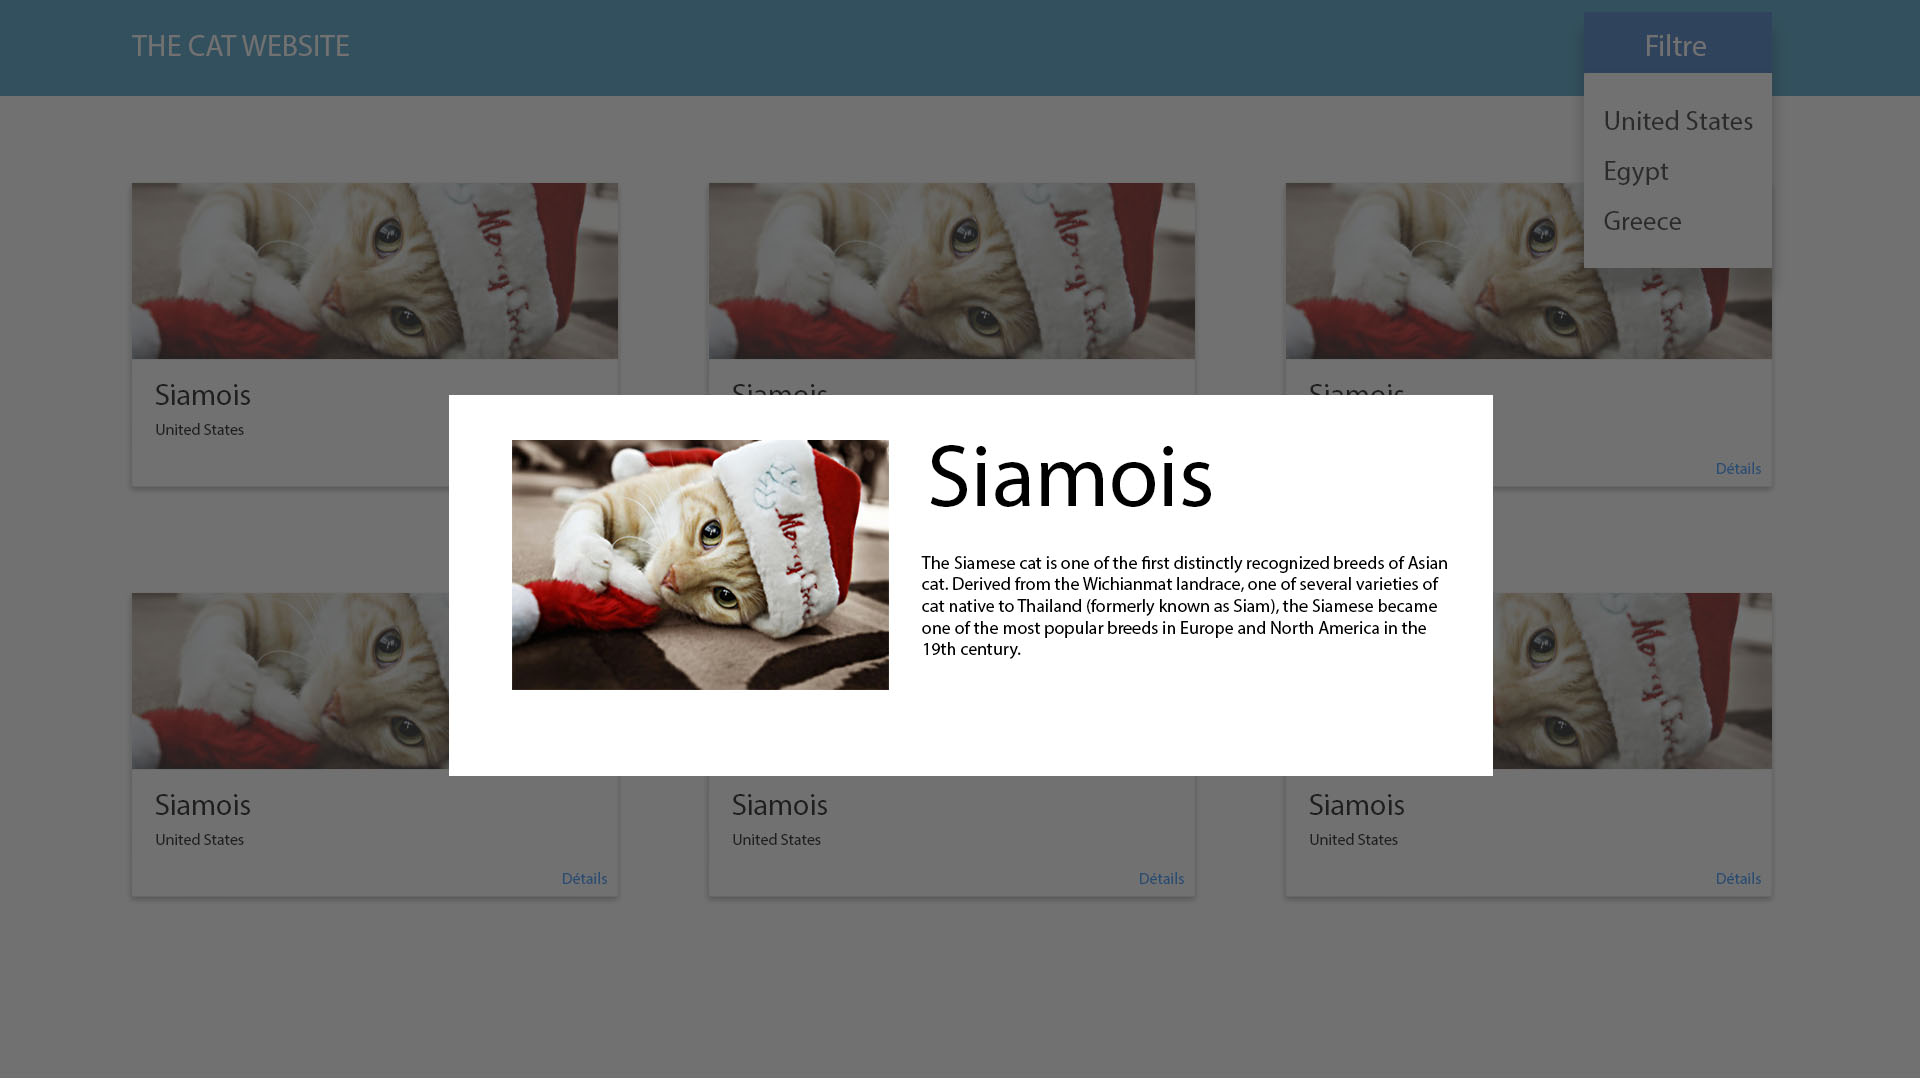 THE CAT WEBSITE
Filtre
United States
Egypt
Greece
Siamois
United States
Siamois
Siamois
Détails
Merry
Siamois
The Siamese cat is one of the first distinctly recognized breeds of Asian
cat. Derived from the Wichianmat landrace, one of several varieties of
cat native to Thailand (formerly known as Siam), the Siamese became
one of the most popular breeds in Europe and North America in the
19th century.
Siamois
United States
Détails
Siamois
United States
Détails
Siamois
United States
Détails